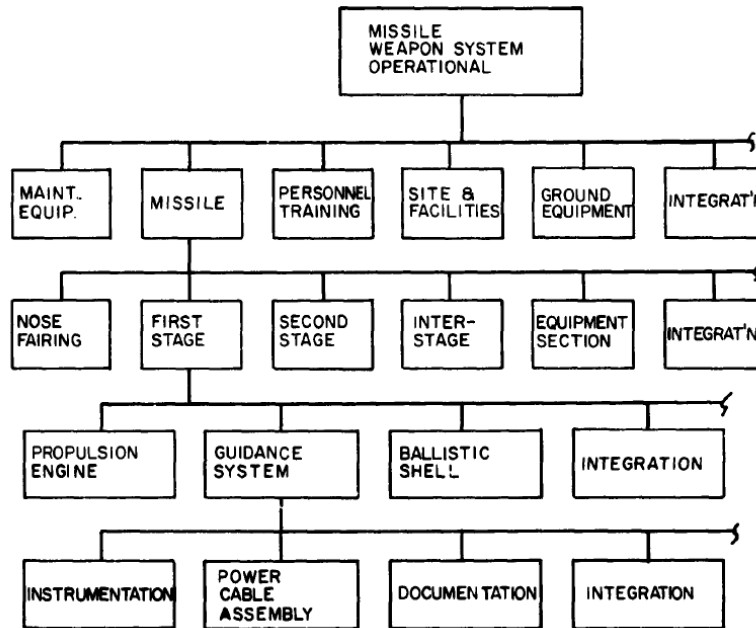 MISSILE
WEAPON SYSTEM
OPERATIONAL
MAINT.
EQUIP.
MISSILE
PERSONNEL
TRAINING
SITE &
FACILITIES
GROUND
EQUIPMENT
INTEGRAT'N
NOSE
FAIRING
FIRST
STAGE
SECOND
STAGE
INTER-
STAGE
EQUIPMENT
SECTION
INTEGRAT'N
PROPULSION
ENGINE
GUIDANCE
SYSTEM
BALLISTIC
SHELL
INTEGRATION
INSTRUMENTATION
POWER
CABLE
ASSEMBLY
DOCUMENTATION
INTEGRATION